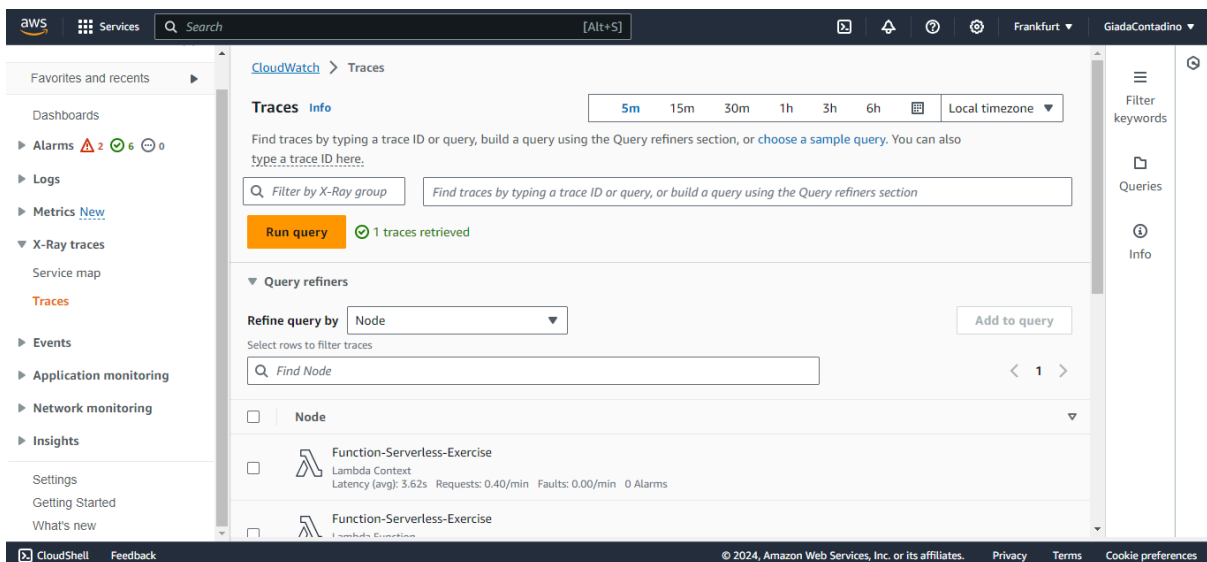 aws Services Search [Alt+S] Frankfurt ▼ GiadaContadino ▼
Favorites and recents
Dashboards
Alarms 2 6 0
Logs
Metrics New
X-Ray traces
Service map
Traces
Events
Application monitoring
Network monitoring
Insights
Settings
Getting Started
What's new
CloudWatch > Traces
Traces Info
5m 15m 30m 1h 3h 6h Local timezone ▼
Find traces by typing a trace ID or query, build a query using the Query refiners section, or choose a sample query. You can also
type a trace ID here.
Filter by X-Ray group
Find traces by typing a trace ID or query, or build a query using the Query refiners section
Run query 1 traces retrieved
Query refiners
Refine query by Node Add to query
Select rows to filter traces
Find Node < 1 >
Node
Function-Serverless-Exercise
Lambda Context
Latency (avg): 3.62s Requests: 0.40/min Faults: 0.00/min 0 Alarms
Function-Serverless-Exercise
Lambda Function
Filter
keywords
Queries
Info
CloudShell Feedback © 2024, Amazon Web Services, Inc. or its affiliates. Privacy Terms Cookie preferences